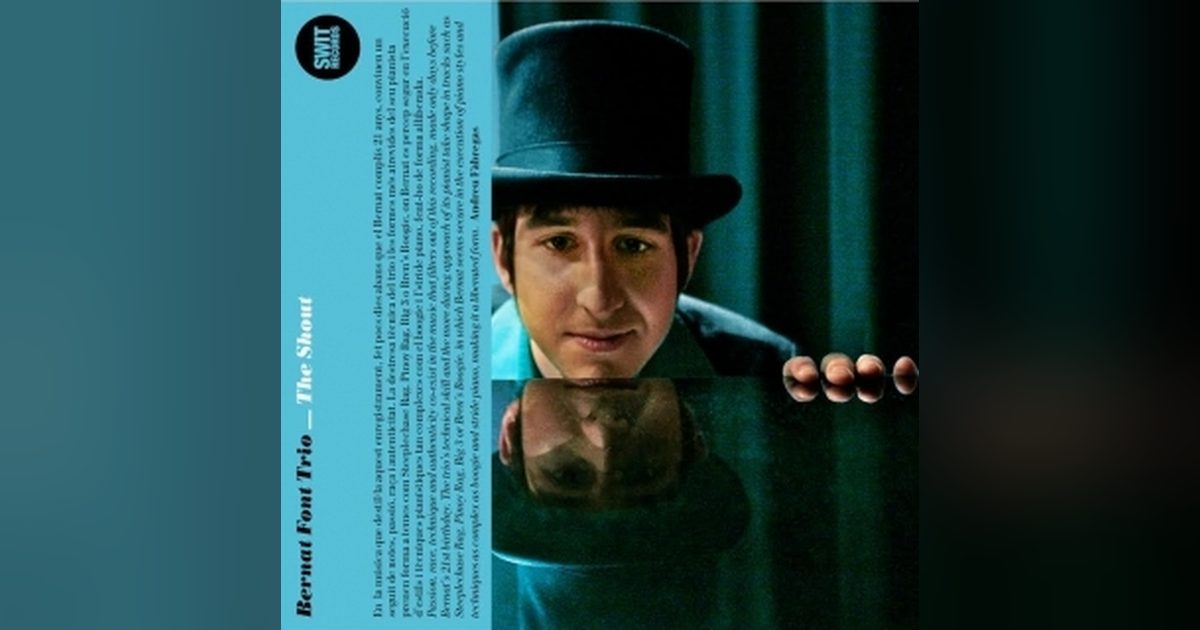 SWIT
RECORDS
Bernat Font Trio _ The Shout
En la música que destil·la aquest enregistrament, fet pocs dies abans que el Bernat complís 21 anys, conviuen un
seguit de notes, passió, raça i autenticitat. La destresa tècnica del trio i les formes més atrevides del seu pianista
prenen forma a temes com Steeplechase Rag, Pinoy Rag, Big 3 o Bren's Boogie, on Bernat es percep segur en l'execució
d'estils i tècniques pianístiques tan complexes com el boogie i l'stride piano, fent-ho de forma alliberada.
Passion, race, technique and authenticity co-exist in the music that filters out of this recording, made only days before
Bernat's 21st birthday. The trio's technical skill and the more daring approach of its pianist take shape in tracks such as
Steeplechase Rag, Pinoy Rag, Big 3 or Bren's Boogie, in which Bernat seems secure in the execution of piano styles and
techniques as complex as boogie and stride piano, making it a liberated form. Andreu Fàbregas